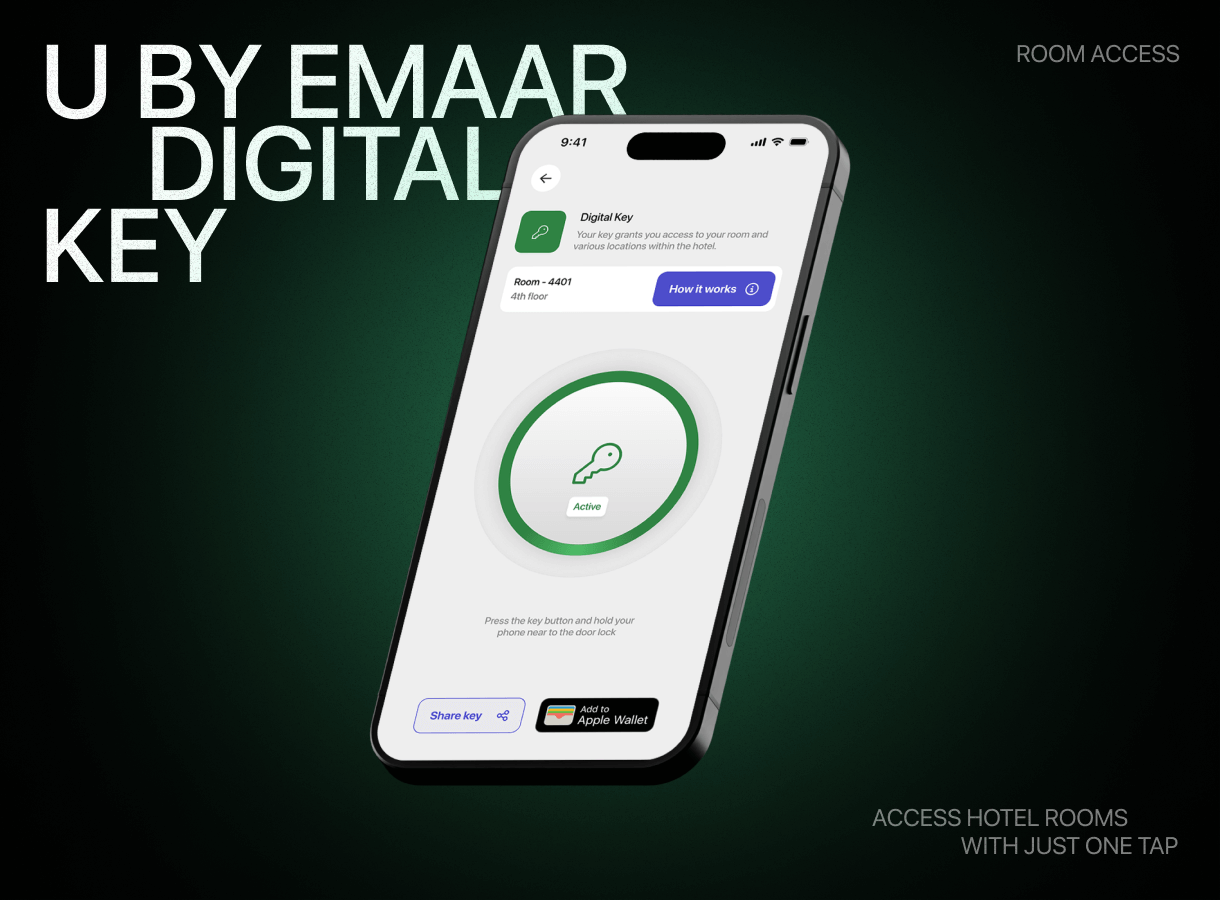 U BY EMAAR
DIGITAL
KEY
ROOM ACCESS
9:41
Digital Key
Your key grants you access to your room and
various locations within the hotel.
Room - 4401
4th floor
How it works
Active
Press the key button and hold your
phone near to the door lock
Share key
Add to
Apple Wallet
ACCESS HOTEL ROOMS
WITH JUST ONE TAP